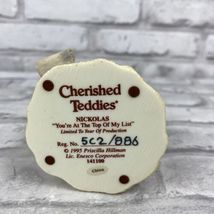 Cherished
Teddies®
NICKOLAS
"You're At The Top Of My List"
Limited To Year Of Production
Reg. No. 5C2/886
© 1995 Priscilla Hillman
Lic. Enesco Corporation
141100
China